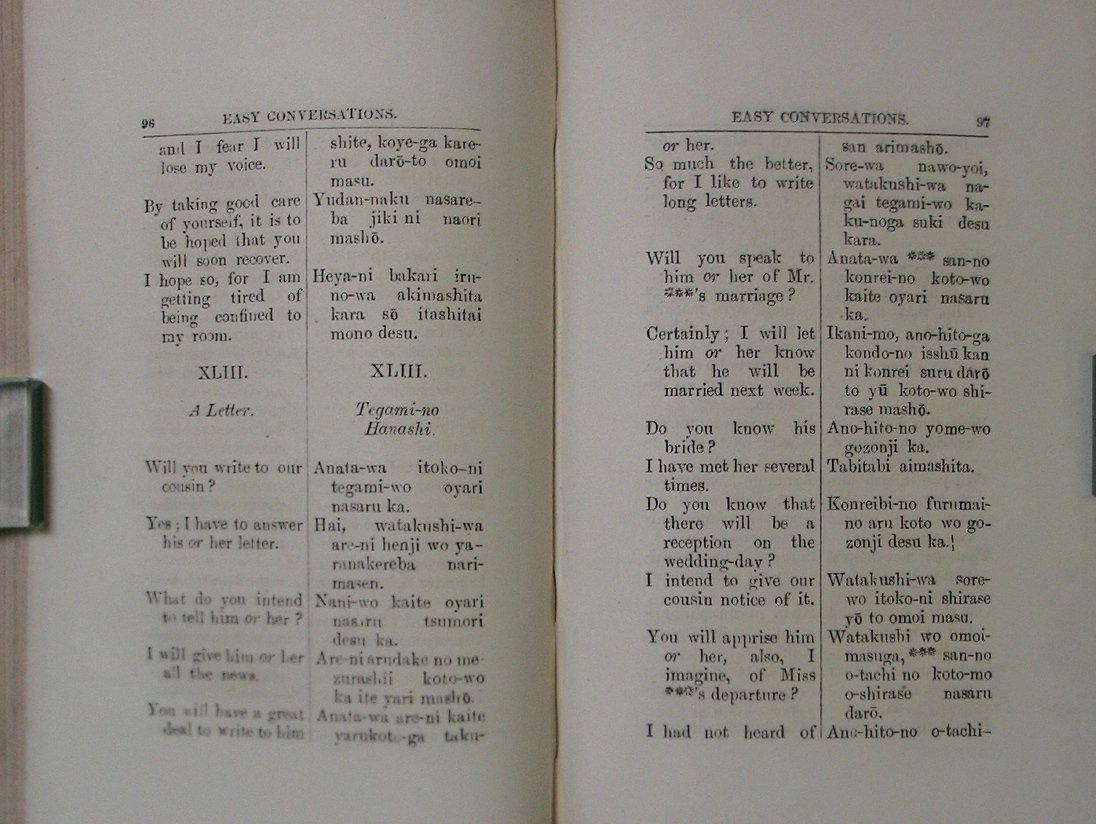 96 EASY CONVERSATIONS.
and I fear I will
lose my voice.
By taking good care
of yourself, it is to
be hoped that you
will soon recover.
I hope so, for I am
getting tired of
being confined to
my room.
XLIII.
A Letter.
Will you write to our
cousin?
Yes; I have to answer
his or her letter.
What do you intend
to tell him or her?
I will give him or her
all the news.
You will have a great
deal to write to him
shite, koye-ga kare-
ru darō-to omoi
masu.
Yudan-naku nasare-
ba jiki ni naori
mashō.
Heya-ni bakari iru-
no-wa akimashita
kara sō itashitai
mono desu.
XLIII.
Tegami-no
Hanashi.
Anata-wa itoko-ni
tegami-wo oyari
nasaru ka.
Hai, watakushi-wa
are-ni henji wo ya-
ranakereba nari-
masen.
Nani-wo kaite oyari
nasaru tsumori
desu ka.
Are-ni arudake no me-
zurashii koto-wo
ka ite yari mashō.
Anata-wa are-ni kaite
yarukoto-ga taku-
EASY CONVERSATIONS. 97
or her.
So much the better,
for I like to write
long letters.
Will you speak to
him or her of Mr.
***'s marriage?
Certainly; I will let
him or her know
that he will be
married next week.
Do you know his
bride?
I have met her several
times.
Do you know that
there will be a
reception on the
wedding-day?
I intend to give our
cousin notice of it.
You will apprise him
or her, also, I
imagine, of Miss
***'s departure?
I had not heard of
san arimashō.
Sore-wa nawo-yoi,
watakushi-wa na-
gai tegami-wo ka-
ku-noga suki desu
kara.
Anata-wa *** san-no
konrei-no koto-wo
kaite oyari nasaru
ka.
Ikani-mo, ano-hito-ga
kondo-no isshū kan
ni konrei suru darō
to yū koto-wo shi-
rase mashō.
Ano-hito-no yome-wo
gozonji ka.
Tabitabi aimashita.
Konreibi-no furumai-
no aru koto wo go-
zonji desu ka.
Watakushi-wa sore-
wo itoko-ni shirase
yō to omoi masu.
Watakushi wo omoi-
masuga, *** san-no
o-tachi no koto-mo
o-shirase nasaru
darō.
Ano-hito-no o-tachi-